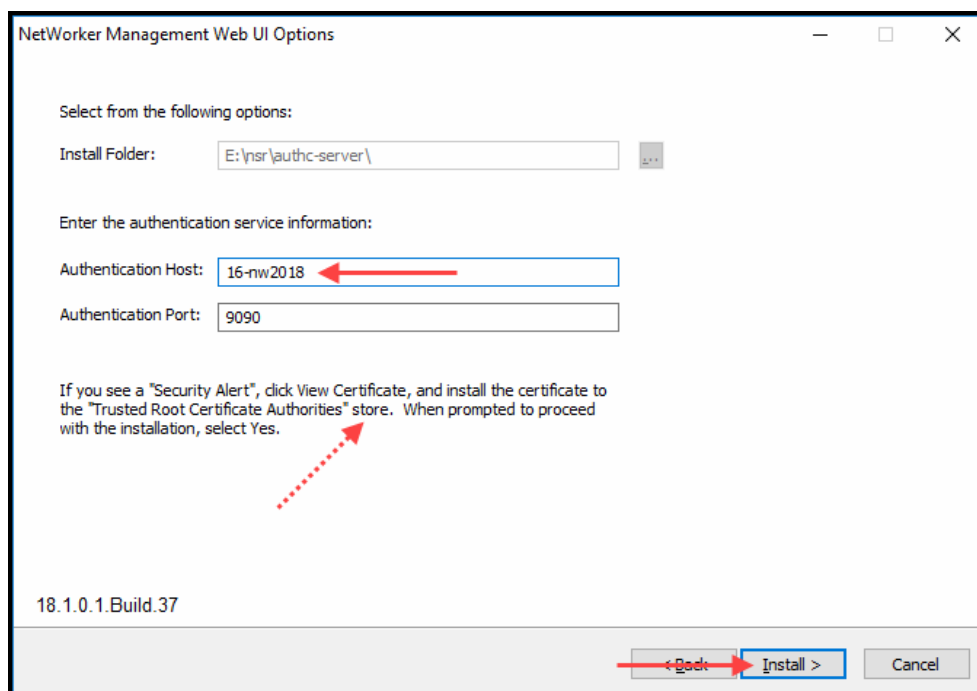 NetWorker Management Web UI Options
Select from the following options:
Install Folder: E:\nsr\authc-server\ ...
Enter the authentication service information:
Authentication Host: 16-nw2018
Authentication Port: 9090
If you see a "Security Alert", click View Certificate, and install the certificate to
the "Trusted Root Certificate Authorities" store. When prompted to proceed
with the installation, select Yes.
18.1.0.1.Build.37
< Back Install > Cancel